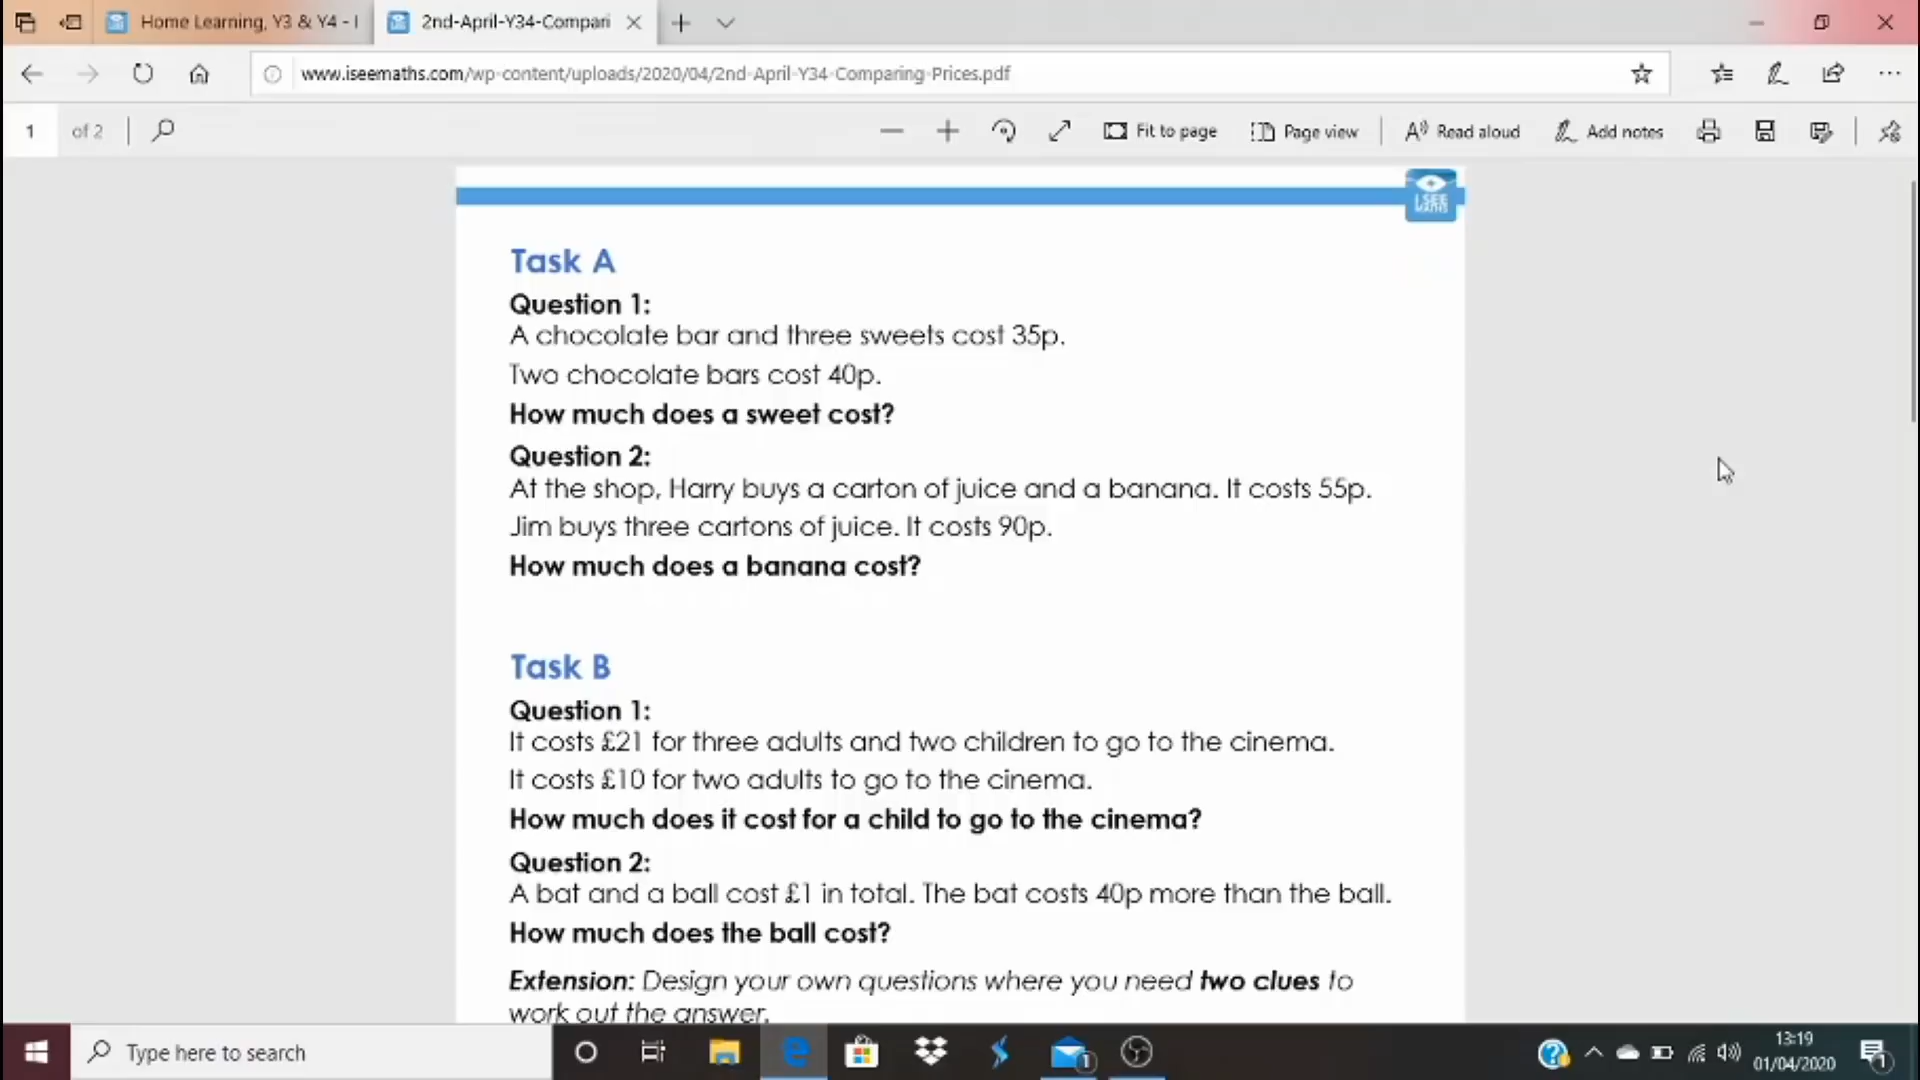 Home Learning, Y3 & Y4 - I
2nd-April-Y34-Compari
www.iseemaths.com/wp-content/uploads/2020/04/2nd-April-Y34-Comparing-Prices.pdf
1 of 2
Fit to page
Page view
Read aloud
Add notes
I SEE
MATHS
Task A
Question 1:
A chocolate bar and three sweets cost 35p.
Two chocolate bars cost 40p.
How much does a sweet cost?
Question 2:
At the shop, Harry buys a carton of juice and a banana. It costs 55p.
Jim buys three cartons of juice. It costs 90p.
How much does a banana cost?
Task B
Question 1:
It costs £21 for three adults and two children to go to the cinema.
It costs £10 for two adults to go to the cinema.
How much does it cost for a child to go to the cinema?
Question 2:
A bat and a ball cost £1 in total. The bat costs 40p more than the ball.
How much does the ball cost?
Extension: Design your own questions where you need two clues to
work out the answer.
Type here to search
1
13:19
01/04/2020
1